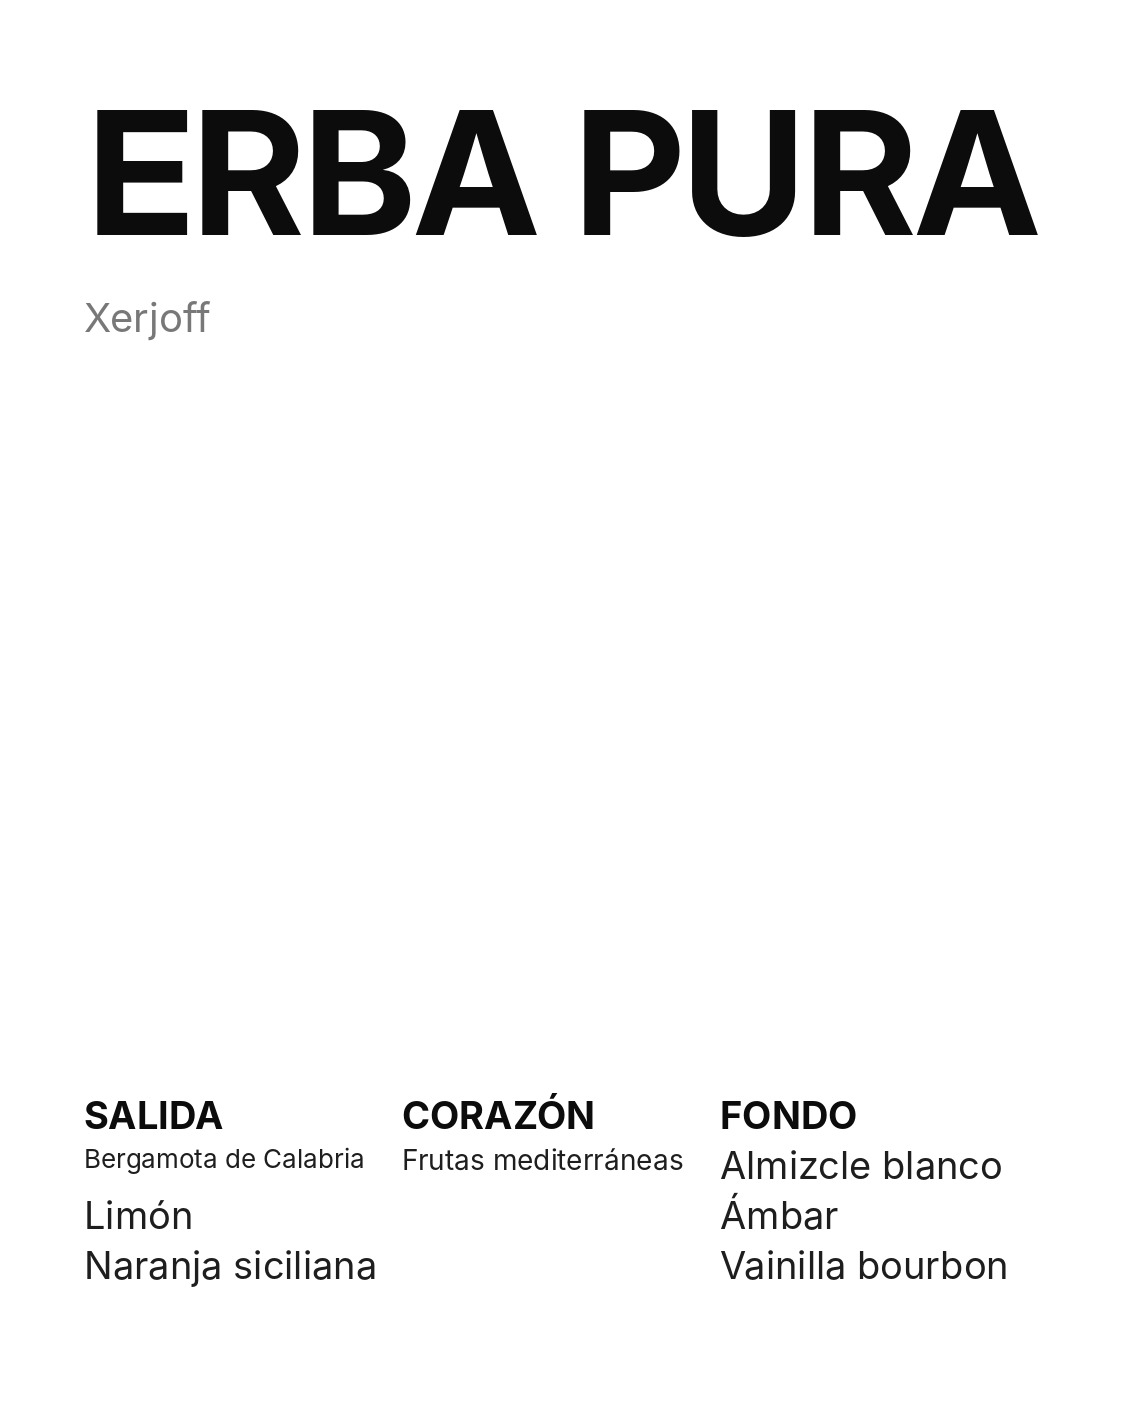 ERBA PURA
Xerjoff
SALIDA
Bergamota de Calabria
Limón
Naranja siciliana
CORAZÓN
Frutas mediterráneas
FONDO
Almizcle blanco
Ámbar
Vainilla bourbon